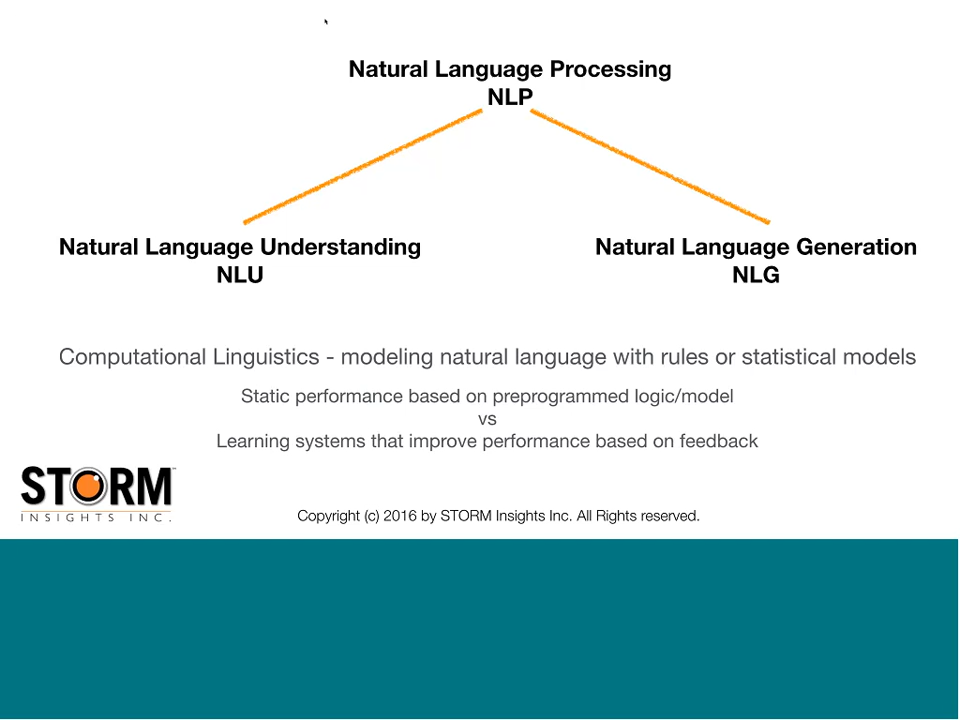 Natural Language Processing
NLP
Natural Language Understanding
NLU
Natural Language Generation
NLG
Computational Linguistics - modeling natural language with rules or statistical models
Static performance based on preprogrammed logic/model
vs
Learning systems that improve performance based on feedback
STORM™
INSIGHTS INC.
Copyright (c) 2016 by STORM Insights Inc. All Rights reserved.